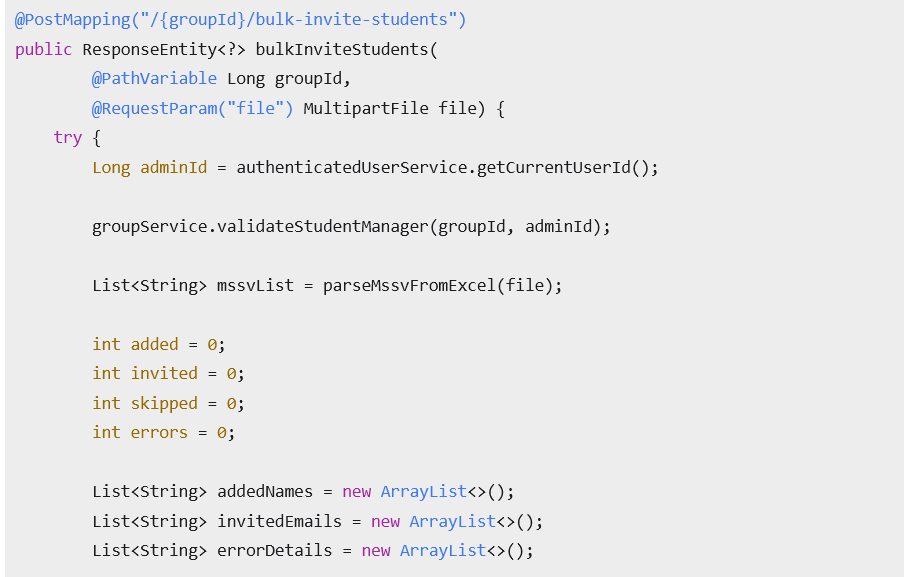 @PostMapping("/{groupId}/bulk-invite-students")
public ResponseEntity<?> bulkInviteStudents(
        @PathVariable Long groupId,
        @RequestParam("file") MultipartFile file) {
    try {
        Long adminId = authenticatedUserService.getCurrentUserId();
        groupService.validateStudentManager(groupId, adminId);
        List<String> mssvList = parseMssvFromExcel(file);
        int added = 0;
        int invited = 0;
        int skipped = 0;
        int errors = 0;
        List<String> addedNames = new ArrayList<>();
        List<String> invitedEmails = new ArrayList<>();
        List<String> errorDetails = new ArrayList<>();